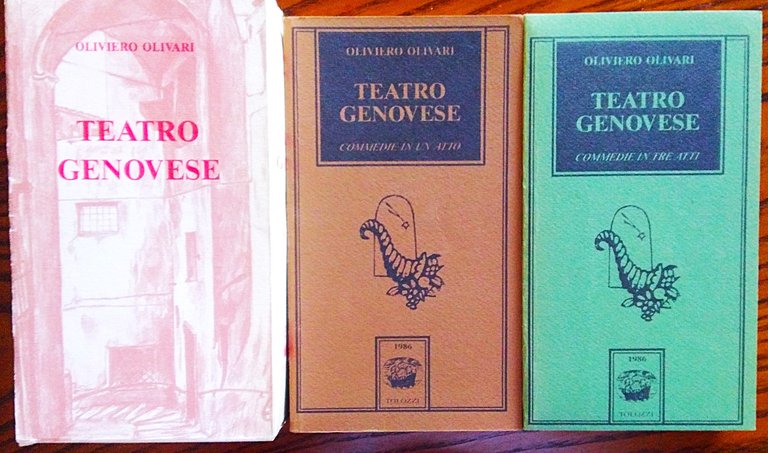 OLIVIERO OLIVARI
TEATRO
GENOVESE
OLIVIERO OLIVARI
TEATRO
GENOVESE
COMMEDIE IN UN ATTO
1986
TOLOZZI
OLIVIERO OLIVARI
TEATRO
GENOVESE
COMMEDIE IN TRE ATTI
1986
TOLOZZI